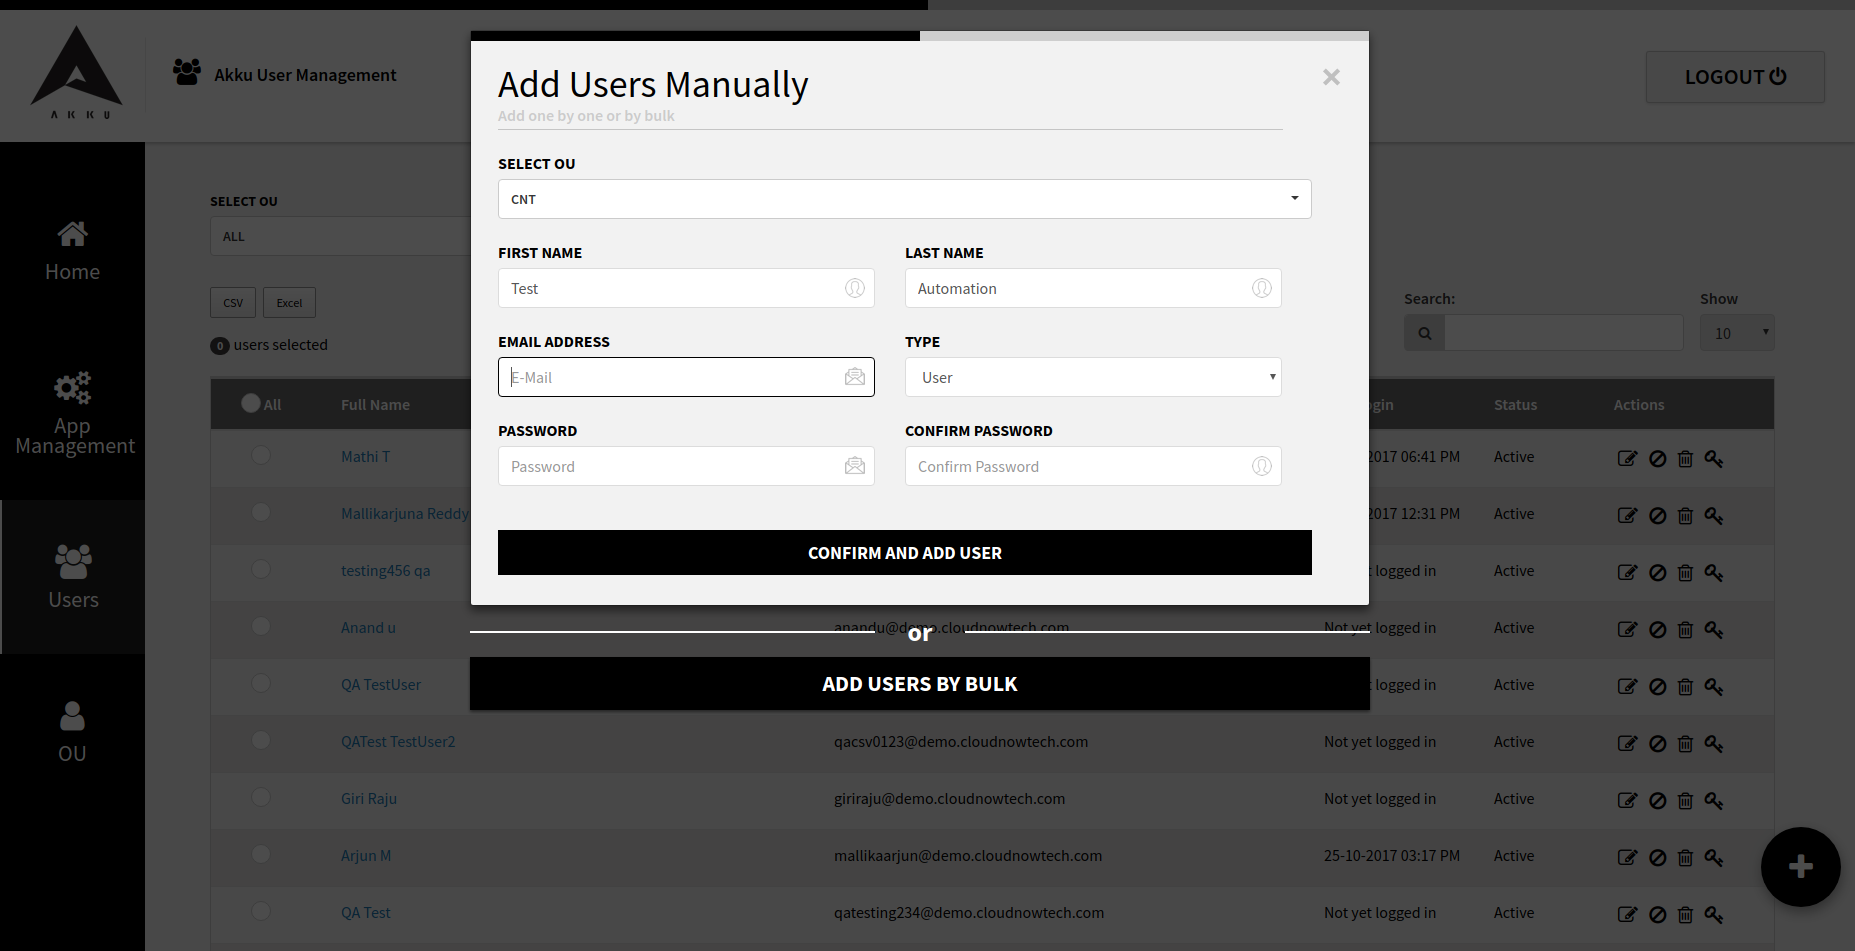 AKKU
Akku User Management
LOGOUT
Home
App
Management
Users
OU
SELECT OU
ALL
CSV Excel
0 users selected
Search:
Show
10
Add Users Manually
×
Add one by one or by bulk
SELECT OU
CNT
FIRST NAME LAST NAME
Test Automation
EMAIL ADDRESS TYPE
E-Mail User
PASSWORD CONFIRM PASSWORD
Password Confirm Password
CONFIRM AND ADD USER
or
ADD USERS BY BULK
All Full Name Status Actions
Mathi T 2017 06:41 PM Active
Mallikarjuna Reddy 2017 12:31 PM Active
testing456 qa logged in Active
Anand u anandu@demo.cloudnowtech.com Not yet logged in Active
QA TestUser logged in Active
QATest TestUser2 qacsv0123@demo.cloudnowtech.com Not yet logged in Active
Giri Raju giriraju@demo.cloudnowtech.com Not yet logged in Active
Arjun M mallikaarjun@demo.cloudnowtech.com 25-10-2017 03:17 PM Active
QA Test qatesting234@demo.cloudnowtech.com Not yet logged in Active